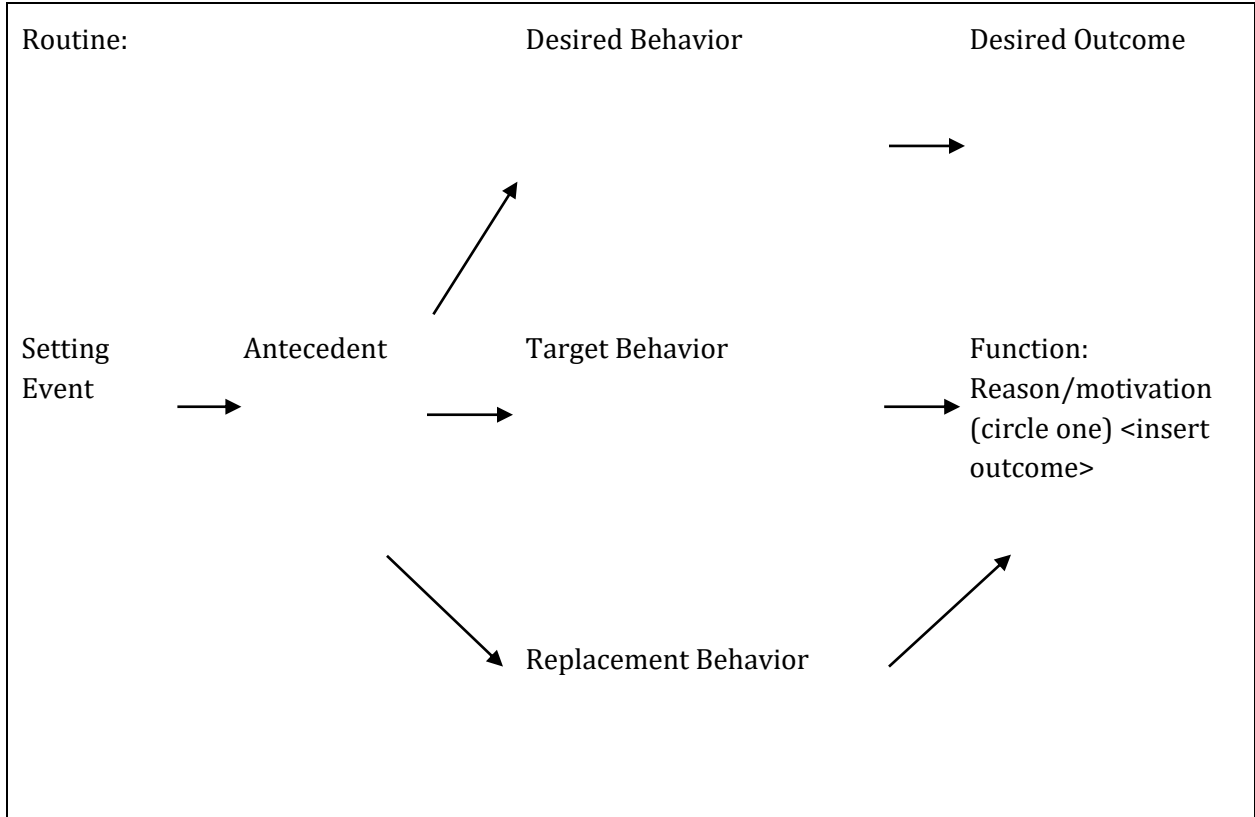 Routine:
Desired Behavior
Desired Outcome
Setting
Event
Antecedent
Target Behavior
Function:
Reason/motivation
(circle one) <insert
outcome>
Replacement Behavior